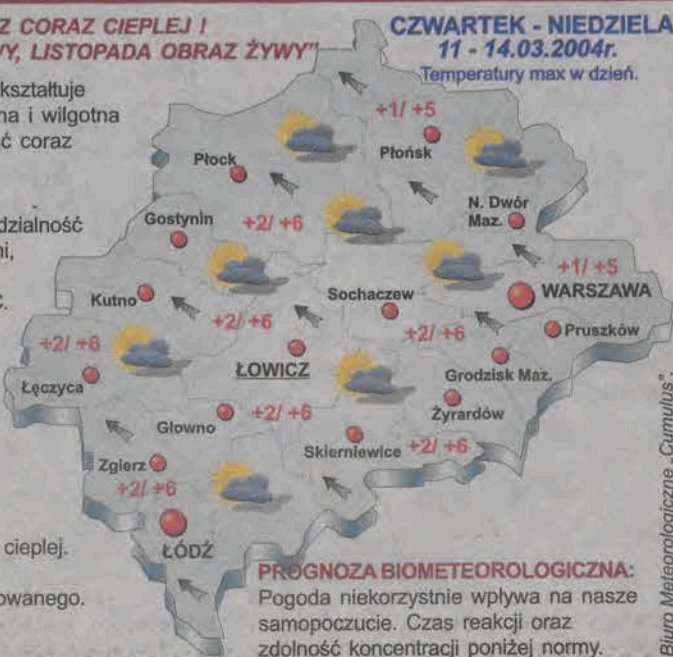 Z CORAZ CIEPLEJ !
LISTOPADA OBRAZ ŻYWY"
kształtuje
na i wilgotna
coraz
CZWARTEK - NIEDZIELA
11 - 14.03.2004r.
Temperatury max w dzień.
+1/ +5
Płońsk
Płock
dzialność
Gostynin
+2/ +6
N. Dwór
Maz.
+1/ +5
WARSZAWA
Kutno
Sochaczew
+2/ +6
+2/ +6
Pruszków
+2/ +6
ŁOWICZ
Łęczyca
Grodzisk Maz.
Żyrardów
Głowno
+2/ +6
Skierniewice
+2/ +6
Zgierz
+2/ +6
ŁÓDŹ
cieplej.
owanego.
PROGNOZA BIOMETEOROLOGICZNA:
Pogoda niekorzystnie wpływa na nasze
samopoczucie. Czas reakcji oraz
zdolność koncentracji poniżej normy.
Biuro Meteorologiczne „Cumulus".